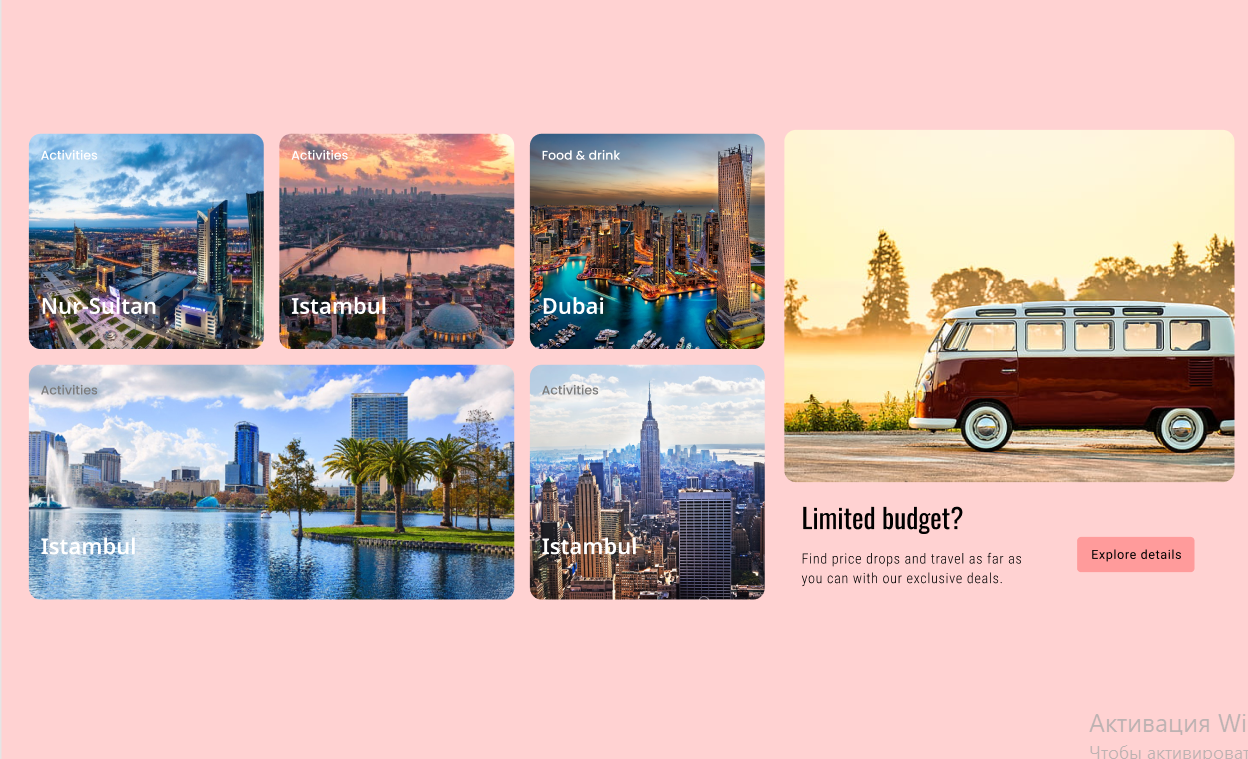 Activities
Nur-Sultan
Activities
Istambul
Food & drink
Dubai
Activities
Istambul
Activities
Istambul
Limited budget?
Find price drops and travel as far as
you can with our exclusive deals.
Explore details
Активация Wi
Чтобы активироват